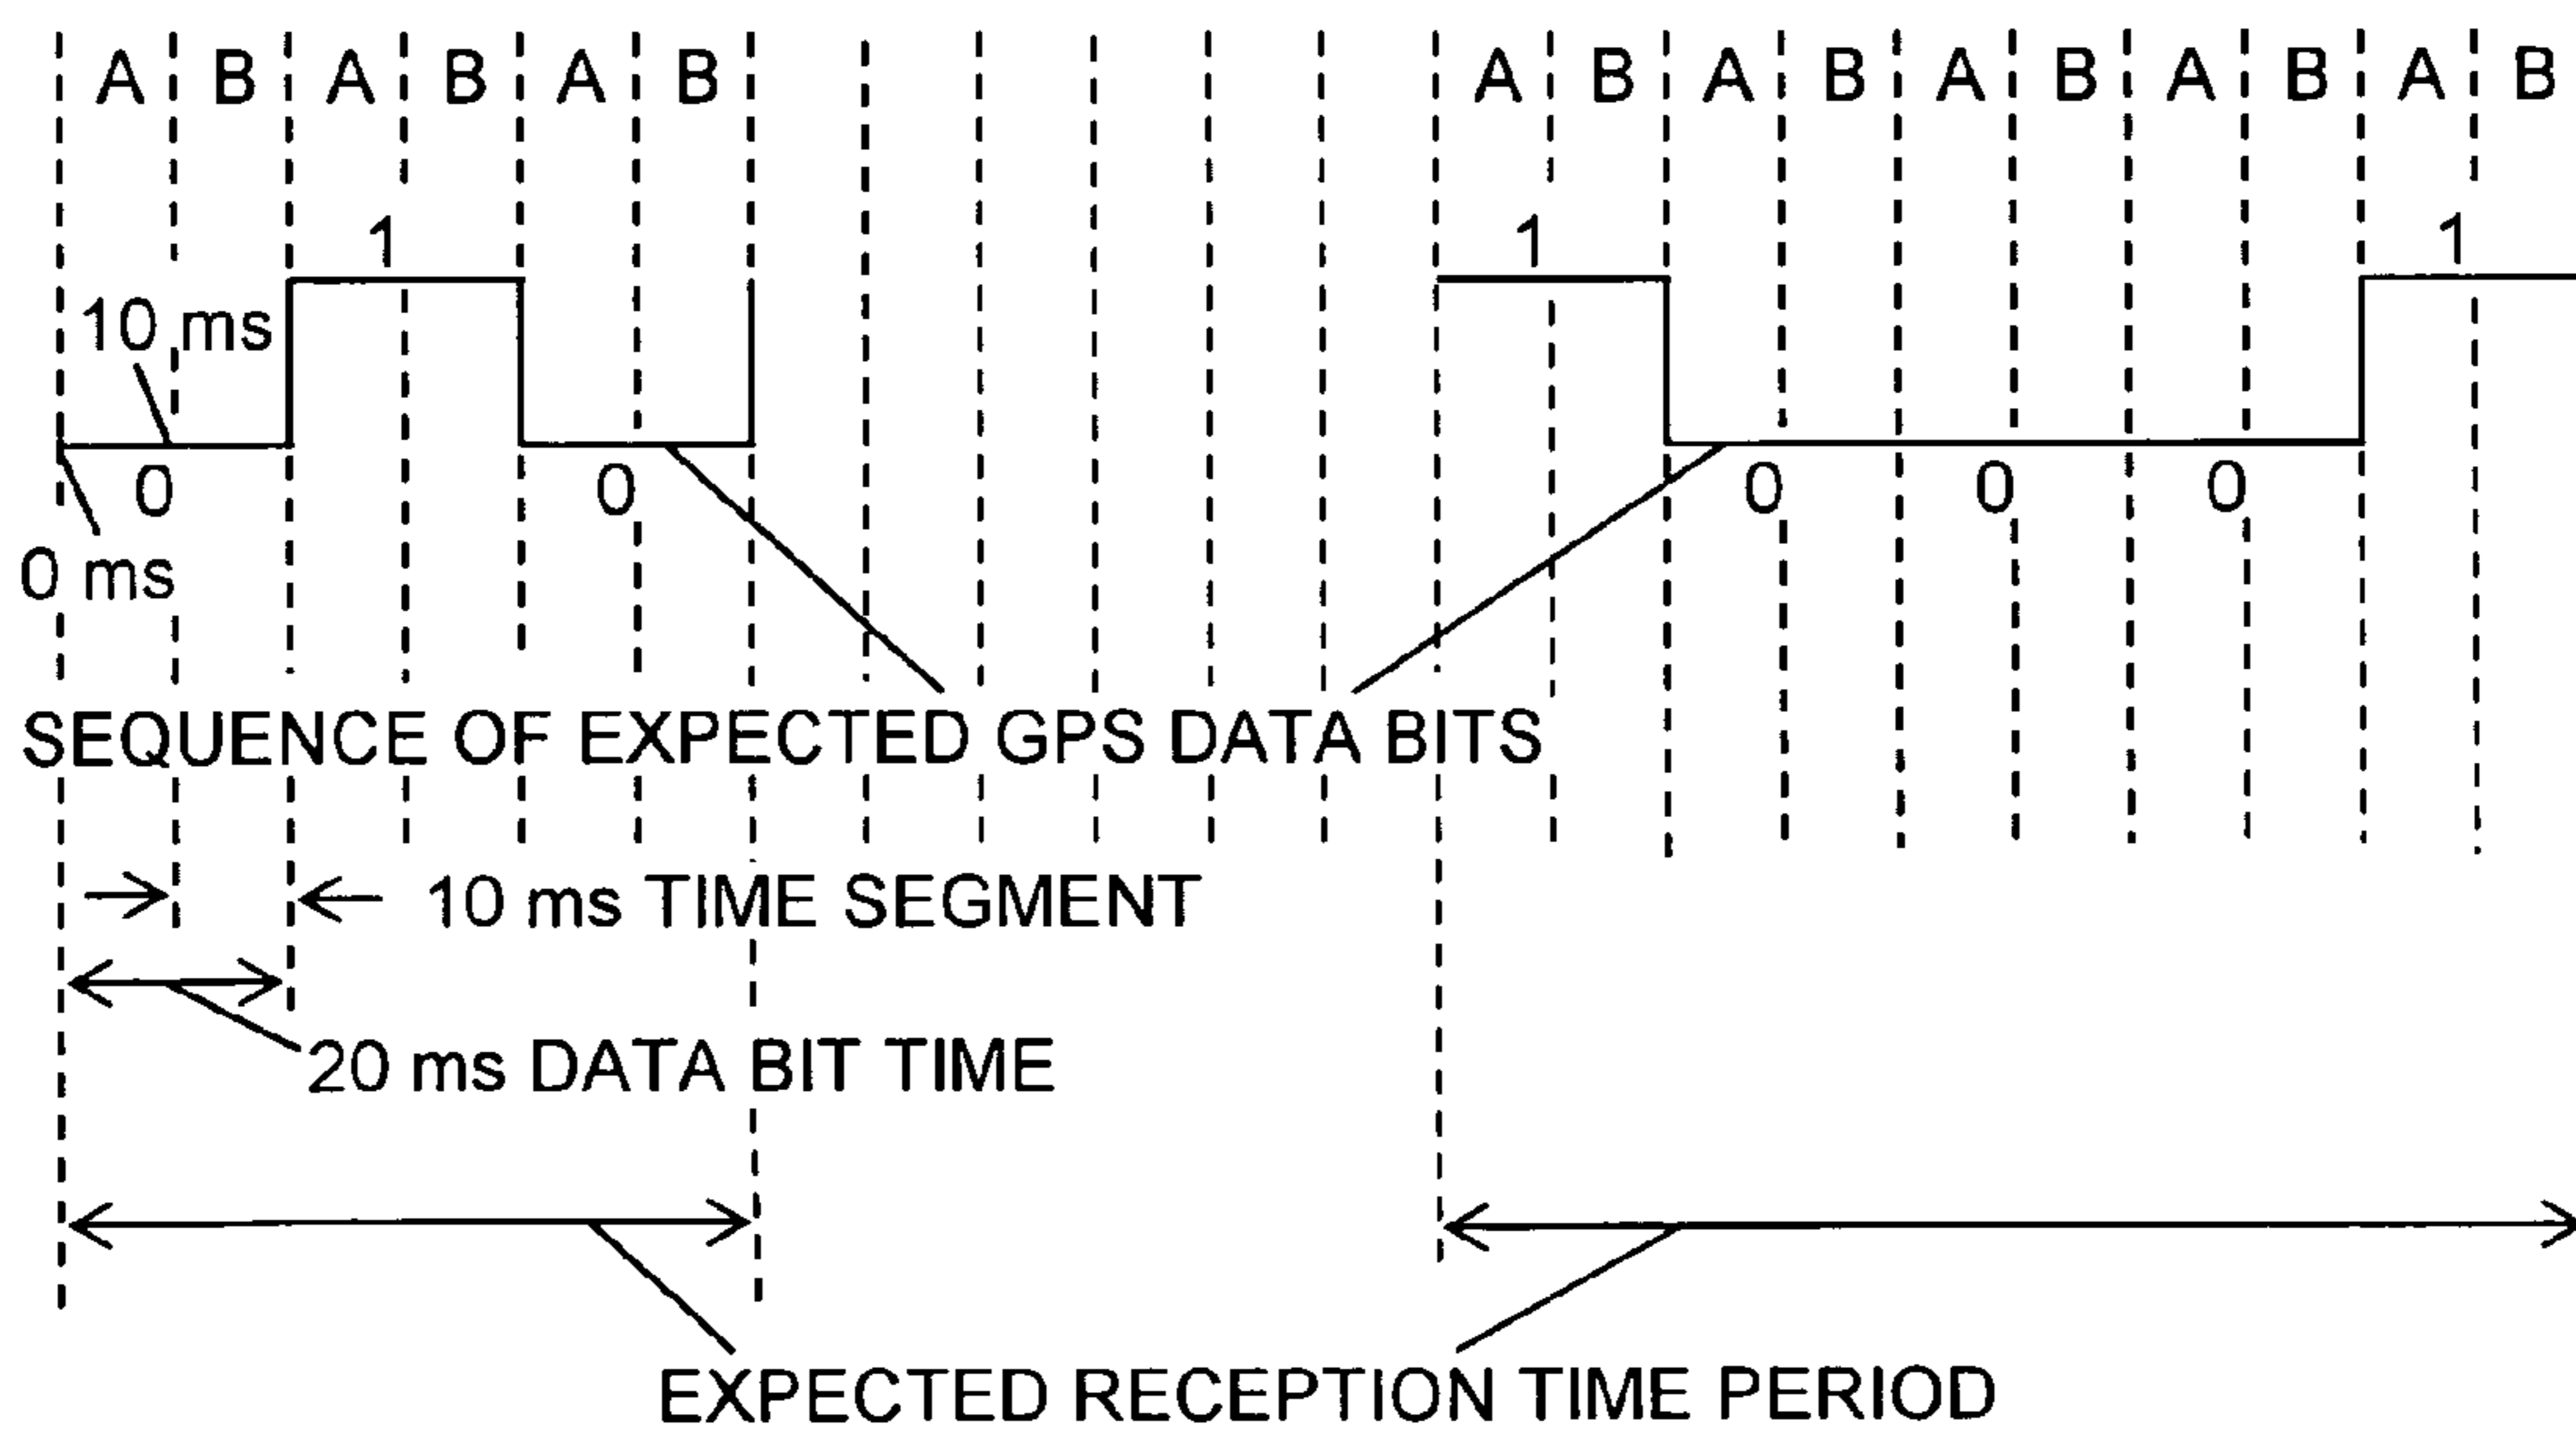 A B A B A B A B A B A B A B A B
1 1 1
10 ms
0 0 0 0 0
0 ms
SEQUENCE OF EXPECTED GPS DATA BITS
10 ms TIME SEGMENT
20 ms DATA BIT TIME
EXPECTED RECEPTION TIME PERIOD